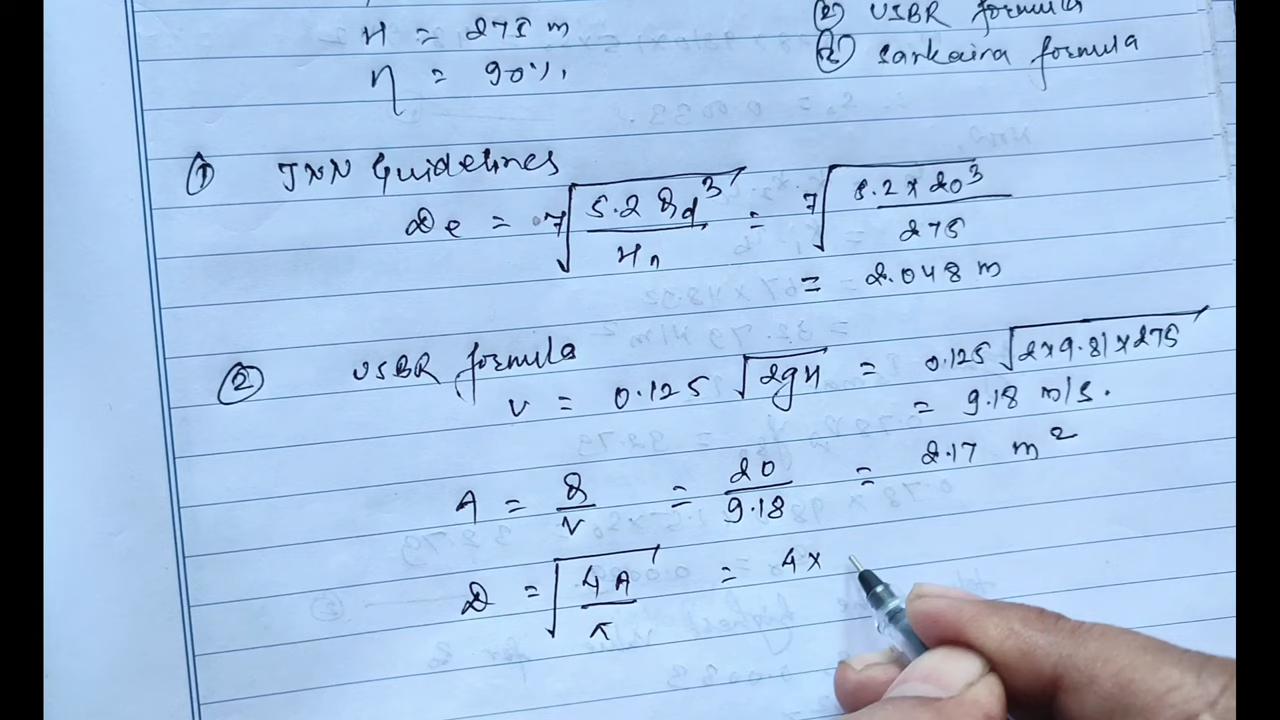 H = 275 m
η = 90%.
② USBR formula
③ Sarkaria formula
① JNN Guidelines
De = ⁷√(5.2 Qd³ / Hn) = ⁷√(5.2 × 20³ / 275)
= 2.048 m
② USBR formula
V = 0.125 √2gH = 0.125 √2×9.81×275
= 9.18 m/s.
A = Q/V = 20/9.18 = 2.17 m²
D = √(4A/π) = 4×